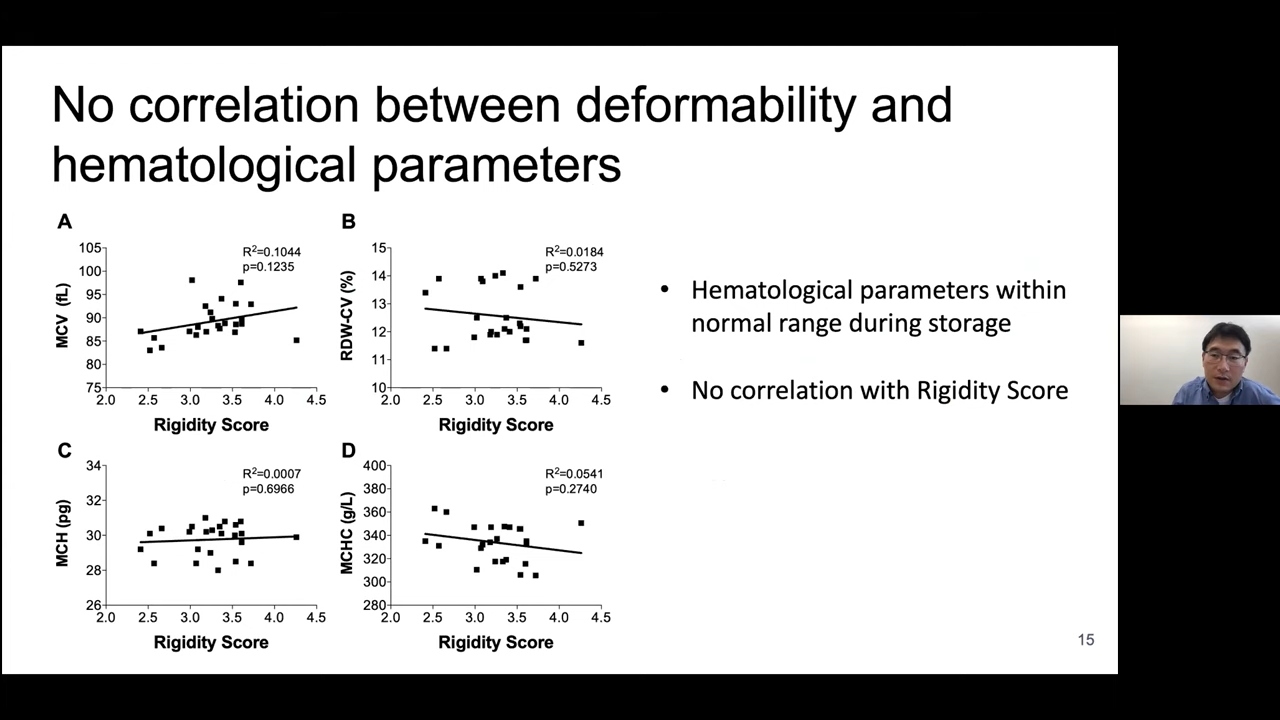 No correlation between deformability and
hematological parameters
A
105
100
95
90
85
80
75
MCV (fL)
R²=0.1044
p=0.1235
2.0 2.5 3.0 3.5 4.0 4.5
Rigidity Score
B
15
14
13
12
11
10
RDW-CV (%)
R²=0.0184
p=0.5273
2.0 2.5 3.0 3.5 4.0 4.5
Rigidity Score
C
34
32
30
28
26
MCH (pg)
R²=0.0007
p=0.6966
2.0 2.5 3.0 3.5 4.0 4.5
Rigidity Score
D
400
380
360
340
320
300
280
MCHC (g/L)
R²=0.0541
p=0.2740
2.0 2.5 3.0 3.5 4.0 4.5
Rigidity Score
• Hematological parameters within
normal range during storage
• No correlation with Rigidity Score
15